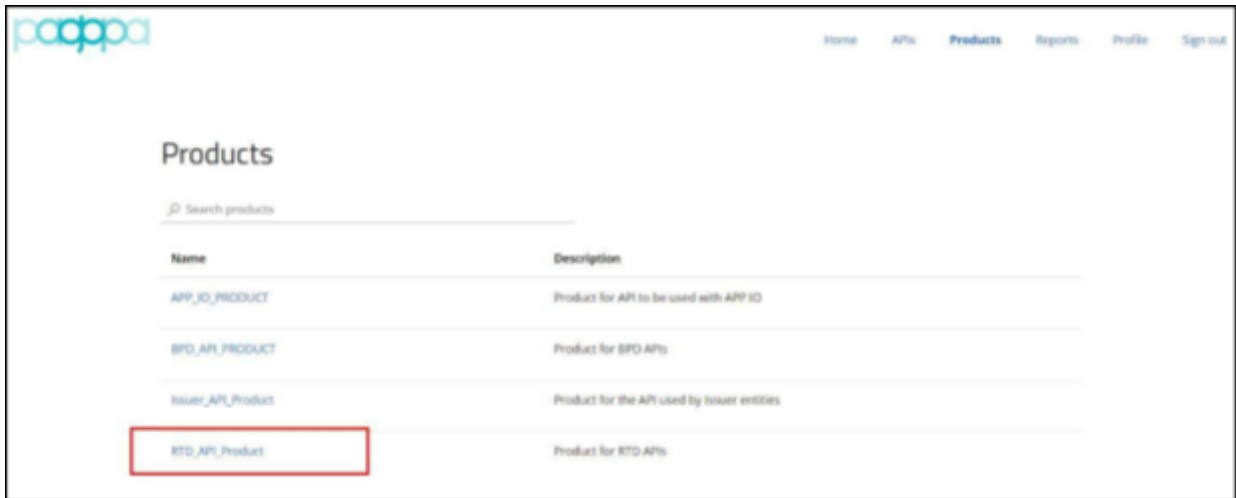 pagopa
Home APIs Products Reports Profile Sign out
Products
Search products
Name Description
APP_IO_PRODUCT Product for API to be used with APP IO
BPD_API_PRODUCT Product for BPD APIs
Issuer_API_Product Product for the API used by Issuer entities
RTD_API_Product Product for RTD APIs